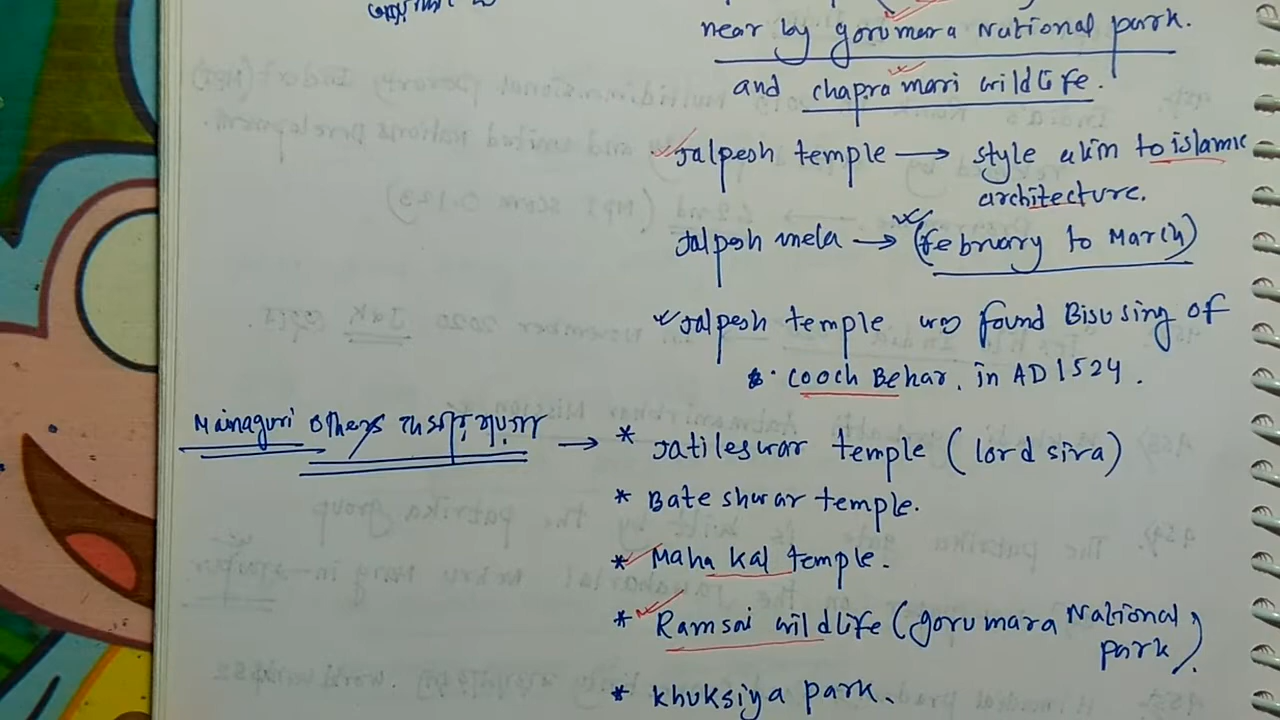 near by gorumara National park.
and chapramari wildlife.
Jalpesh temple → style akin to islamic
architecture.
Jalpesh mela → (February to March)
Jalpesh temple was found Bisu sing of
cooch Behar. in AD 1524.
Mainaguri others →
* Jatileswar temple (lord siva)
* Bateshwar temple.
* Maha kal temple.
* Ramsai wildlife (gorumara National
park)
* Khuksiya park.